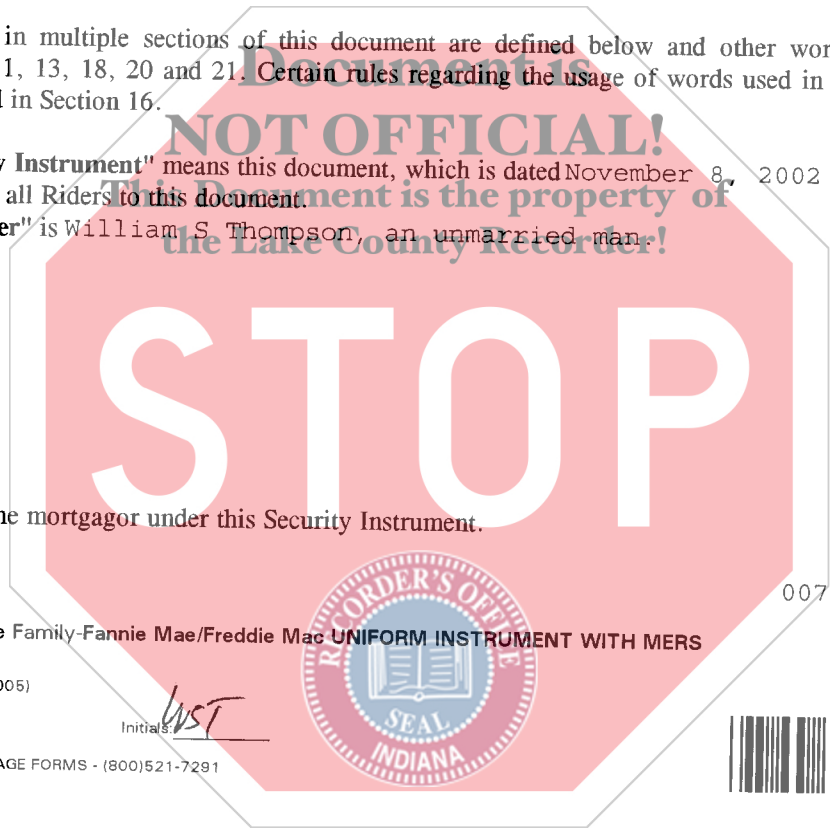 in multiple sections of this document are defined below and other wor
1, 13, 18, 20 and 21. Certain rules regarding the usage of words used in
in Section 16.
Document is
NOT OFFICIAL!
This Document is the property of
the Lake County Recorder!
y Instrument" means this document, which is dated November 8, 2002
all Riders to this document.
er" is William S Thompson, an unmarried man.
STOP
he mortgagor under this Security Instrument.
007
e Family-Fannie Mae/Freddie Mac UNIFORM INSTRUMENT WITH MERS
005)
Initials: WST
AGE FORMS - (800)521-7291
RECORDER'S OFFICE
SEAL
INDIANA